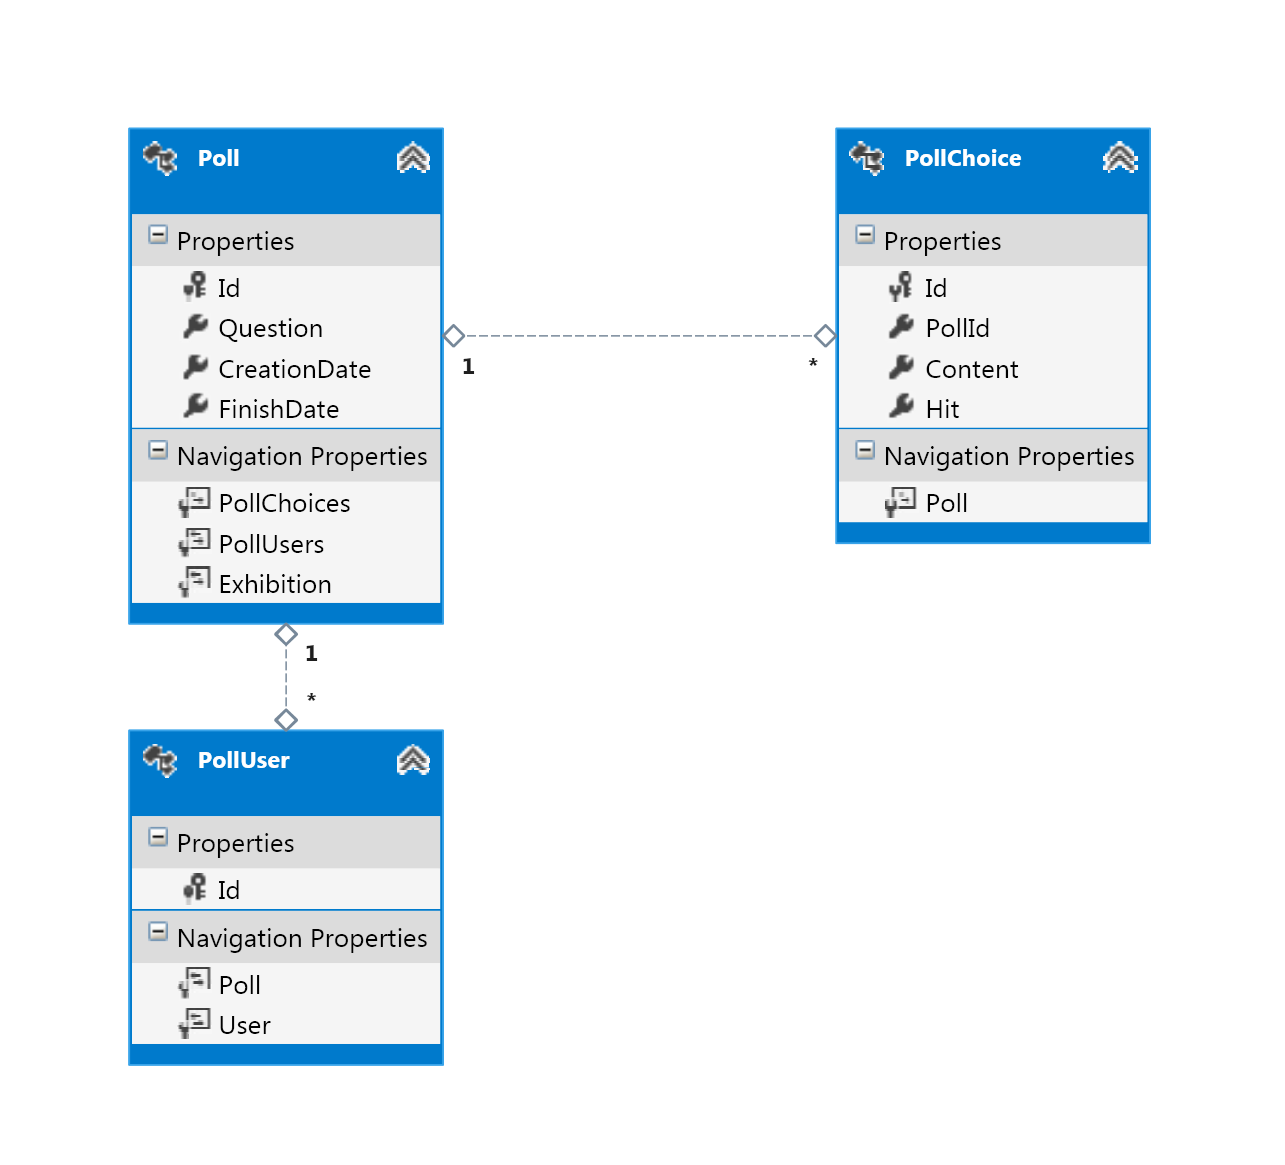 Poll
Properties
Id
Question
CreationDate
FinishDate
Navigation Properties
PollChoices
PollUsers
Exhibition
1
*
PollChoice
Properties
Id
PollId
Content
Hit
Navigation Properties
Poll
1
*
PollUser
Properties
Id
Navigation Properties
Poll
User